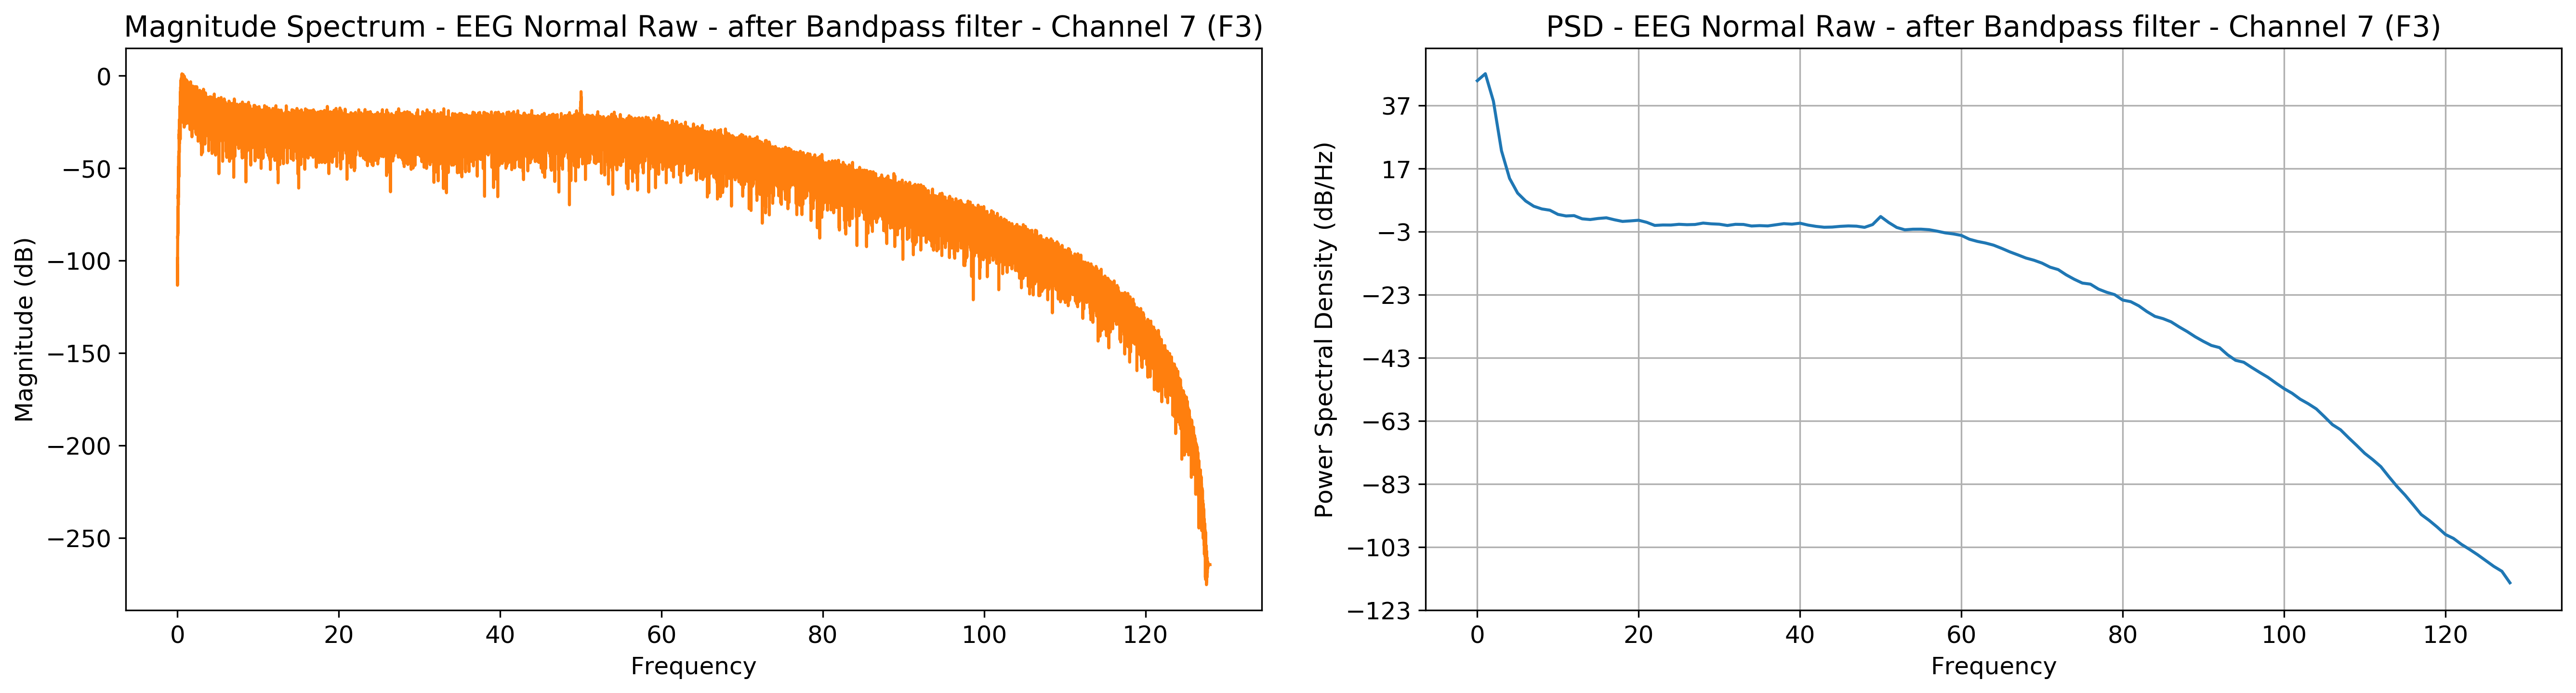 Magnitude Spectrum - EEG Normal Raw - after Bandpass filter - Channel 7 (F3)
Magnitude (dB)
0
−50
−100
−150
−200
−250
0 20 40 60 80 100 120
Frequency
PSD - EEG Normal Raw - after Bandpass filter - Channel 7 (F3)
Power Spectral Density (dB/Hz)
37
17
−3
−23
−43
−63
−83
−103
−123
0 20 40 60 80 100 120
Frequency